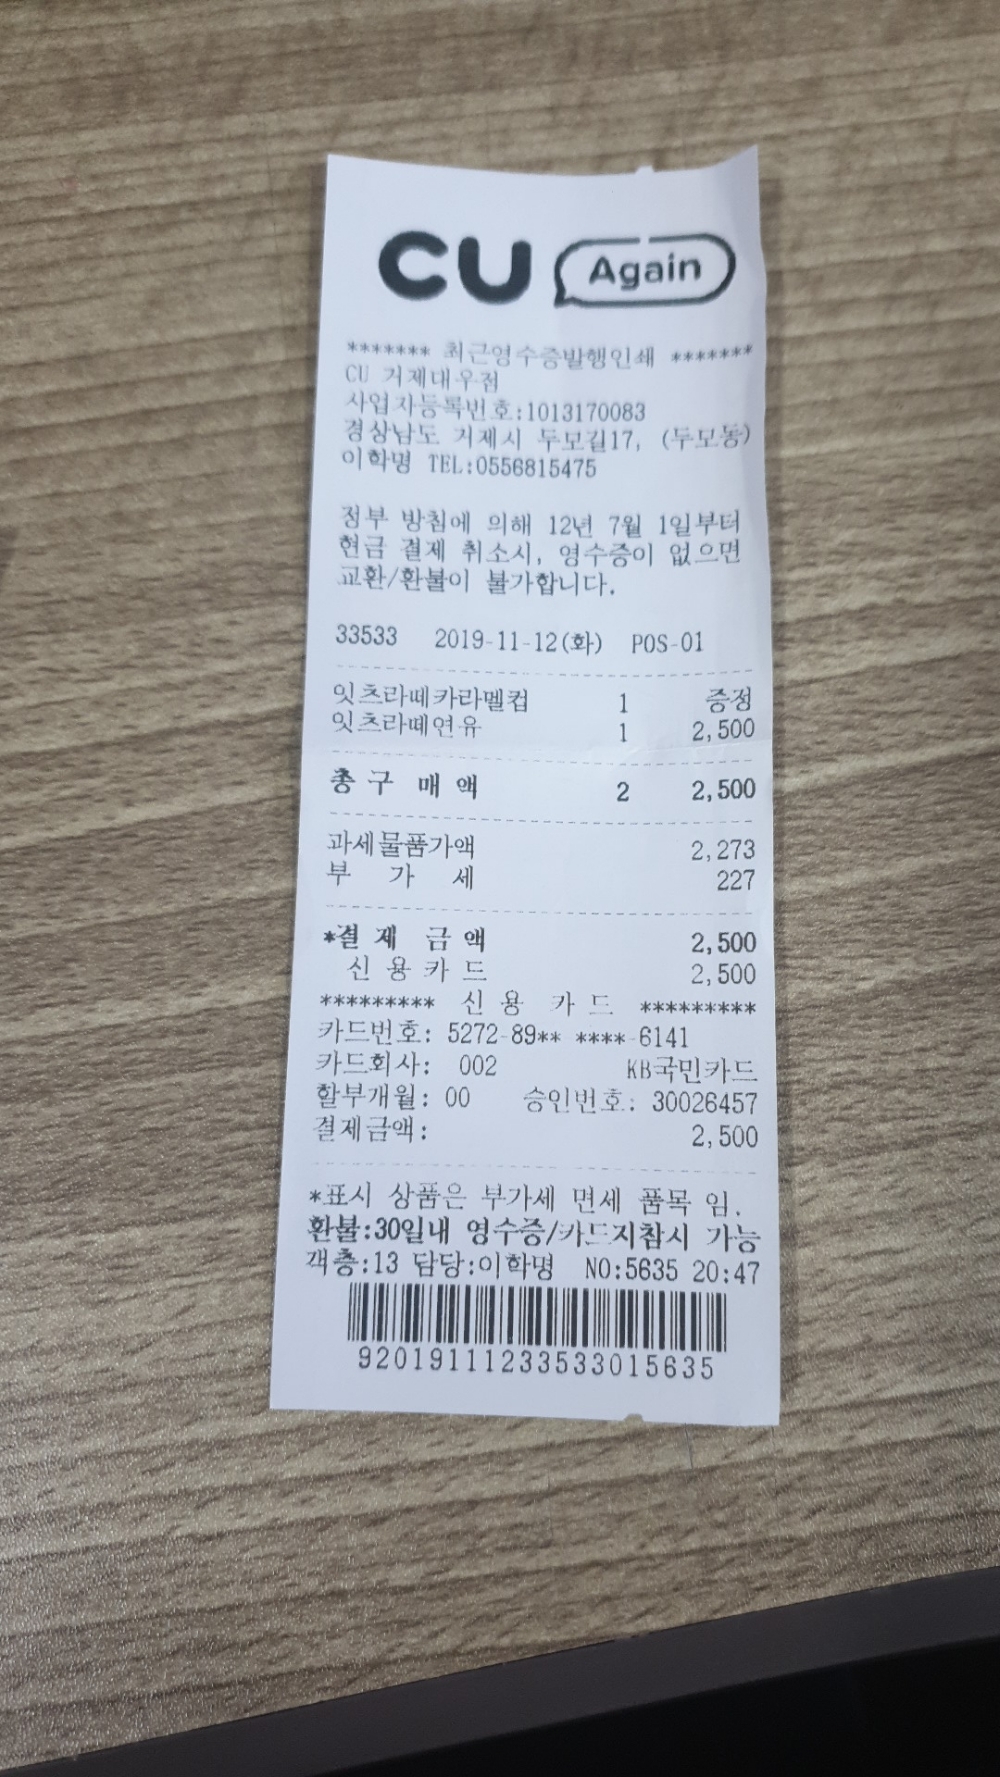 CU Again
******* 최근영수증발행인쇄 *******
CU 거제대우점
사업자등록번호:1013170083
경상남도 거제시 두모길17, (두모동)
이학명 TEL:0556815475
정부 방침에 의해 12년 7월 1일부터
현금 결제 취소시, 영수증이 없으면
교환/환불이 불가합니다.
33533 2019-11-12(화) POS-01
잇츠라떼카라멜컵 1 증정
잇츠라떼연유 1 2,500
총 구 매 액 2 2,500
과세물품가액 2,273
부 가 세 227
*결 제 금 액 2,500
신 용 카 드 2,500
********* 신 용 카 드 *********
카드번호: 5272-89** ****-6141
카드회사: 002 KB국민카드
할부개월: 00 승인번호: 30026457
결제금액: 2,500
*표시 상품은 부가세 면세 품목 임.
환불:30일내 영수증/카드지참시 가능
객층:13 담당:이학명 NO:5635 20:47
9201911123353301​5635